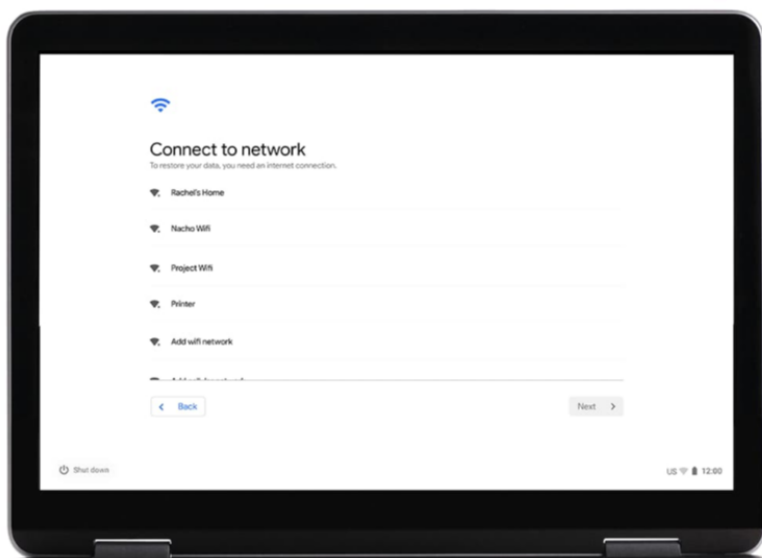 Connect to network
To restore your data, you need an internet connection.
Rachel's Home
Nacho Wifi
Project Wifi
Printer
Add wifi network
Back
Next
Shut down
US 12:00